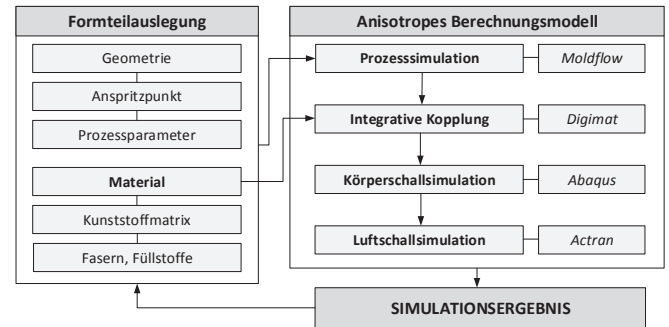 Formteilauslegung
Geometrie
Anspritzpunkt
Prozessparameter
Material
Kunststoffmatrix
Fasern, Füllstoffe
Anisotropes Berechnungsmodell
Prozesssimulation
Moldflow
Integrative Kopplung
Digimat
Körperschallsimulation
Abaqus
Luftschallsimulation
Actran
SIMULATIONSERGEBNIS